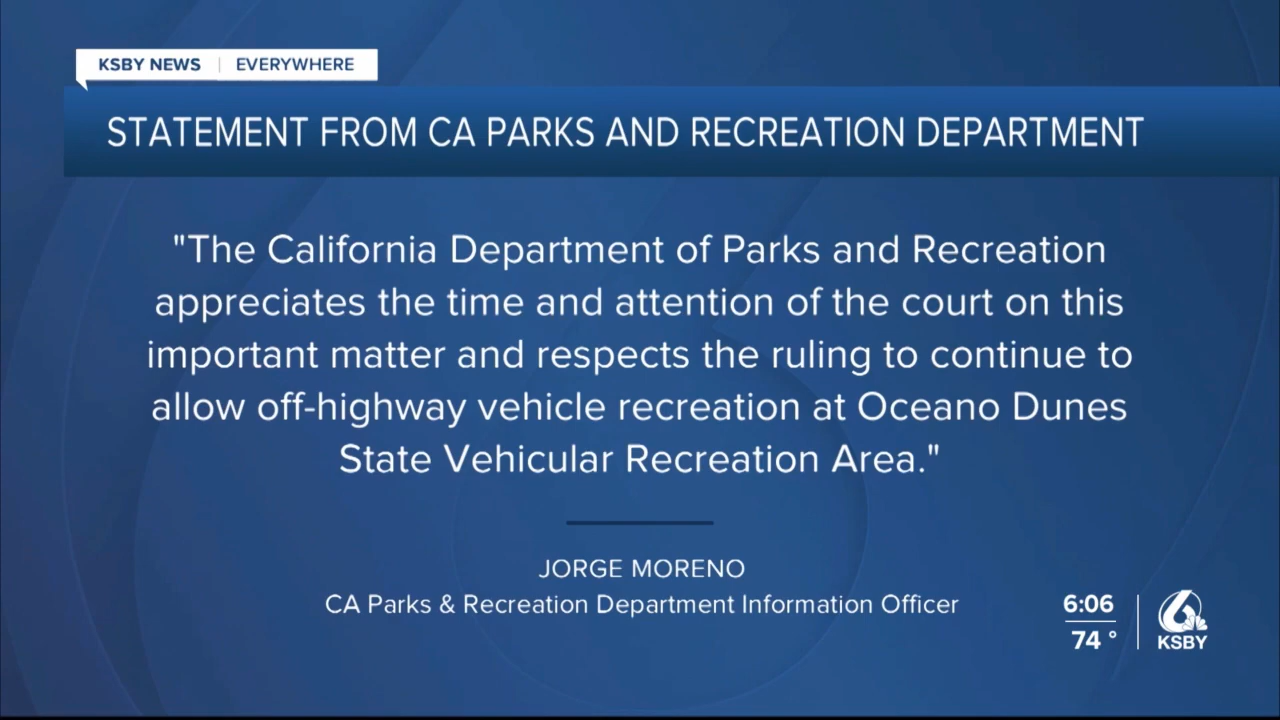 KSBY NEWS | EVERYWHERE
STATEMENT FROM CA PARKS AND RECREATION DEPARTMENT
"The California Department of Parks and Recreation
appreciates the time and attention of the court on this
important matter and respects the ruling to continue to
allow off-highway vehicle recreation at Oceano Dunes
State Vehicular Recreation Area."
JORGE MORENO
CA Parks & Recreation Department Information Officer
6:06
74 °
6
KSBY